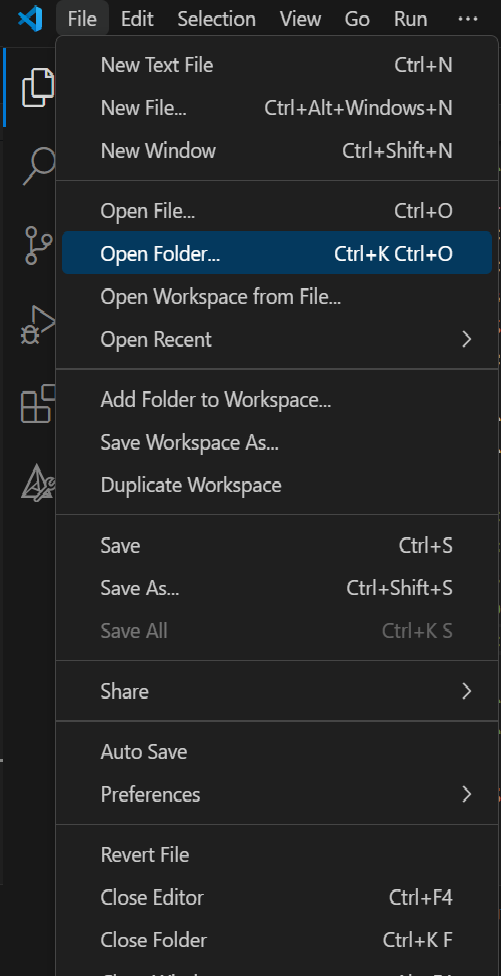 File Edit Selection View Go Run ...
New Text File Ctrl+N
New File... Ctrl+Alt+Windows+N
New Window Ctrl+Shift+N
Open File... Ctrl+O
Open Folder... Ctrl+K Ctrl+O
Open Workspace from File...
Open Recent
Add Folder to Workspace...
Save Workspace As...
Duplicate Workspace
Save Ctrl+S
Save As... Ctrl+Shift+S
Save All Ctrl+K S
Share
Auto Save
Preferences
Revert File
Close Editor Ctrl+F4
Close Folder Ctrl+K F